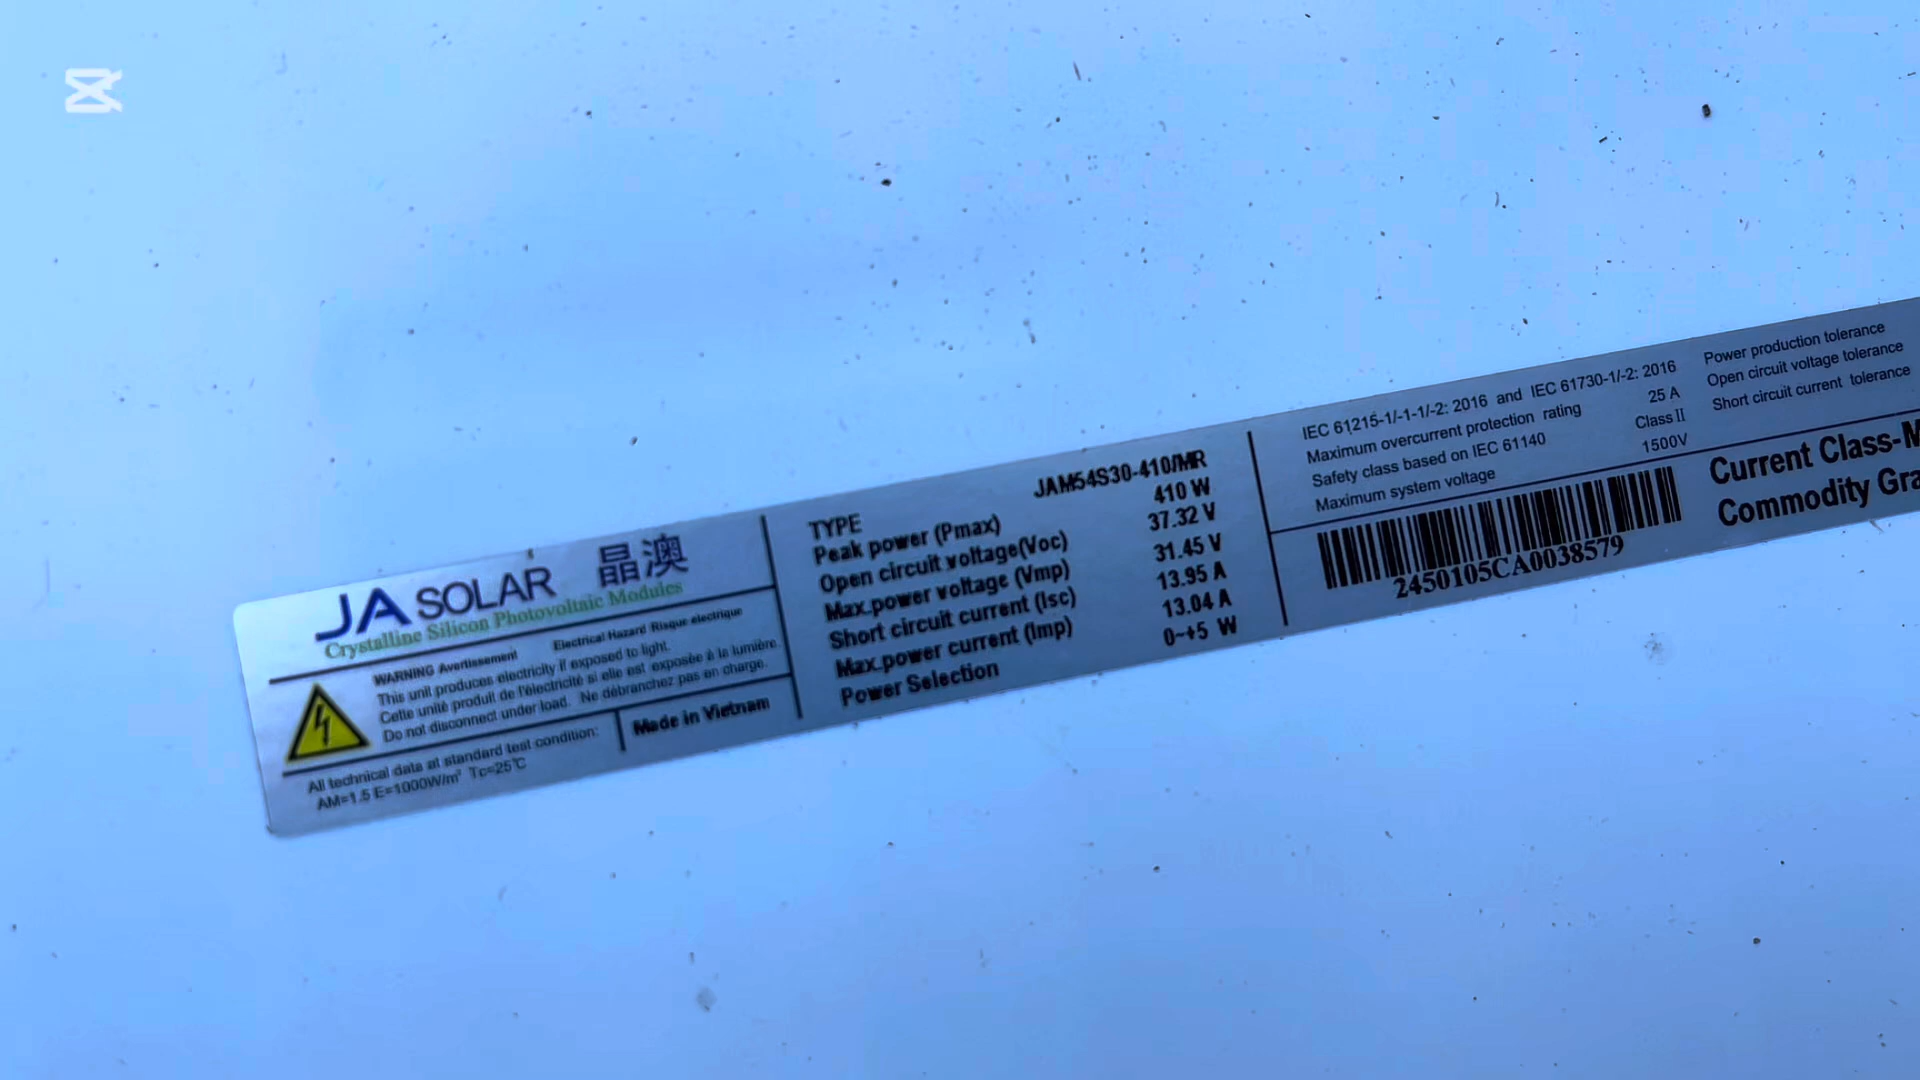 JA SOLAR 晶澳
Crystalline Silicon Photovoltaic Modules
WARNING Avertissement Electrical Hazard Risque electrique
This unit produces electricity if exposed to light.
Cette unité produit de l'électricité si elle est exposée à la lumière.
Do not disconnect under load. Ne débranchez pas en charge.
All technical data at standard test condition:
AM=1.5 E=1000W/m² Tc=25℃
Made in Vietnam
TYPE JAM54S30-410/MR
Peak power (Pmax) 410 W
Open circuit voltage(Voc) 37.32 V
Max.power voltage (Vmp) 31.45 V
Short circuit current (Isc) 13.95 A
Max.power current (Imp) 13.04 A
Power Selection 0~+5 W
IEC 61215-1/-1-1/-2: 2016 and IEC 61730-1/-2: 2016
Maximum overcurrent protection rating 25 A
Safety class based on IEC 61140 Class II
Maximum system voltage 1500V
2450105CA0038579
Power production tolerance
Open circuit voltage tolerance
Short circuit current tolerance
Current Class-M
Commodity Gra